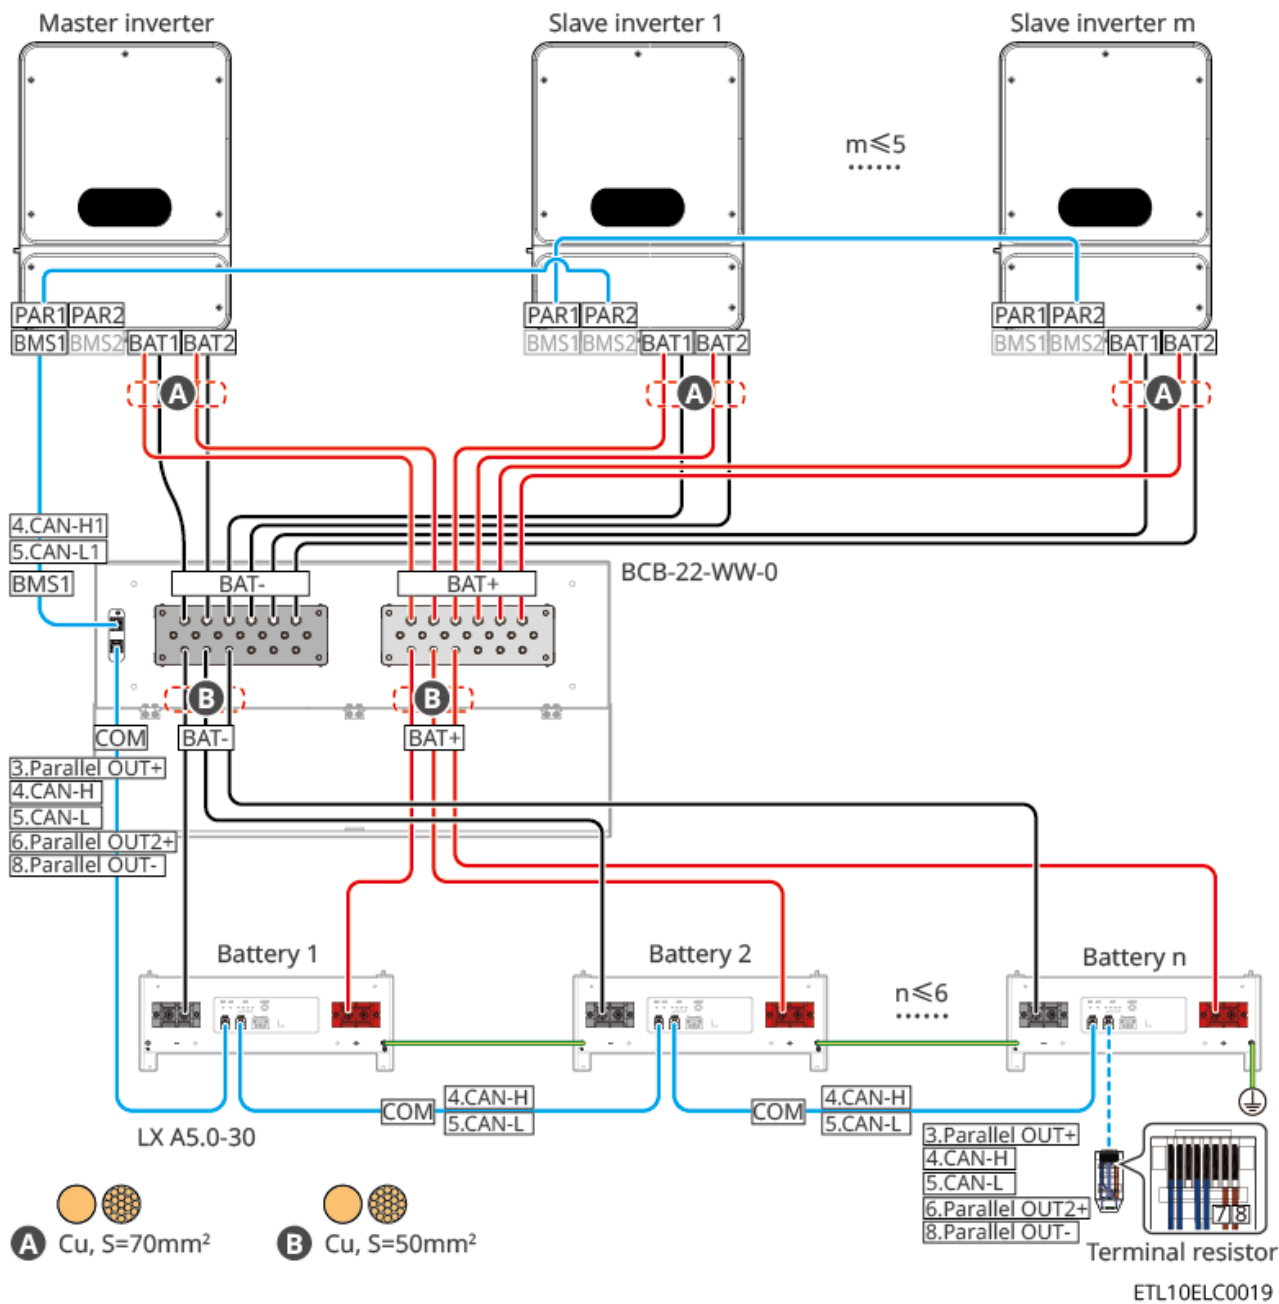 Master inverter
Slave inverter 1
Slave inverter m
m≤5
······
PAR1 PAR2
PAR1 PAR2
PAR1 PAR2
BMS1 BMS2 BAT1 BAT2
BMS1 BMS2 BAT1 BAT2
BMS1 BMS2 BAT1 BAT2
A
A
A
4.CAN-H1
5.CAN-L1
BMS1
BAT-
BAT+
BCB-22-WW-0
B
B
COM
BAT-
BAT+
3.Parallel OUT+
4.CAN-H
5.CAN-L
6.Parallel OUT2+
8.Parallel OUT-
Battery 1
Battery 2
Battery n
n≤6
······
COM
4.CAN-H
5.CAN-L
COM
4.CAN-H
5.CAN-L
LX A5.0-30
3.Parallel OUT+
4.CAN-H
5.CAN-L
6.Parallel OUT2+
8.Parallel OUT-
7 8
Terminal resistor
A Cu, S=70mm²
B Cu, S=50mm²
ETL10ELC0019